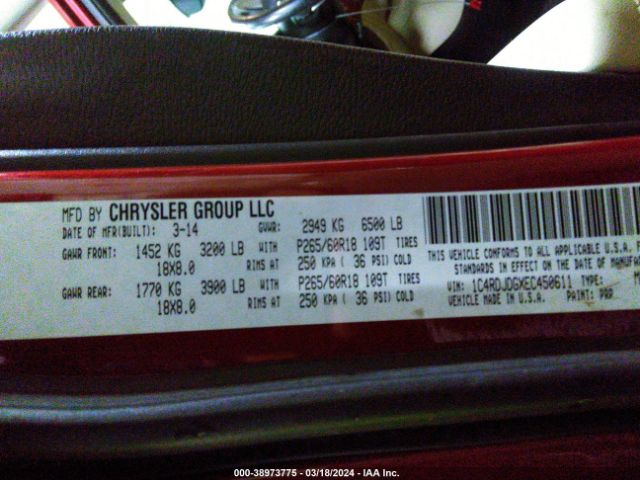 MFD BY CHRYSLER GROUP LLC
DATE OF MFR(BUILT): 3-14 GVWR: 2949 KG 6500 LB
GAWR FRONT: 1452 KG 3200 LB WITH P265/60R18 109T TIRES
18X8.0 RIMS AT 250 KPA ( 36 PSI) COLD
GAWR REAR: 1770 KG 3900 LB WITH P265/60R18 109T TIRES
18X8.0 RIMS AT 250 KPA ( 36 PSI) COLD
THIS VEHICLE CONFORMS TO ALL APPLICABLE U.S.A.
STANDARDS IN EFFECT ON THE DATE OF MANUFAC
VIN: 1C4RDJDGXEC450611 TYPE:
VEHICLE MADE IN U.S.A. PAINT: PRP
000-38973775 - 03/18/2024 - IAA Inc.